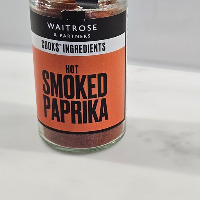 WAITROSE
& PARTNERS
COOKS' INGREDIENTS
HOT
SMOKED
PAPRIKA